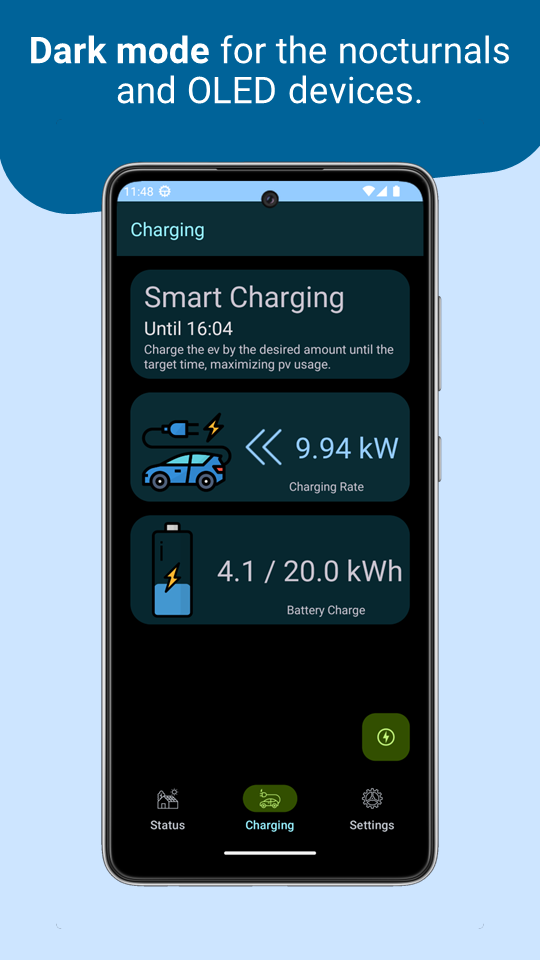 Dark mode for the nocturnals
and OLED devices.
11:48
Charging
Smart Charging
Until 16:04
Charge the ev by the desired amount until the
target time, maximizing pv usage.
9.94 kW
Charging Rate
4.1 / 20.0 kWh
Battery Charge
Status
Charging
Settings